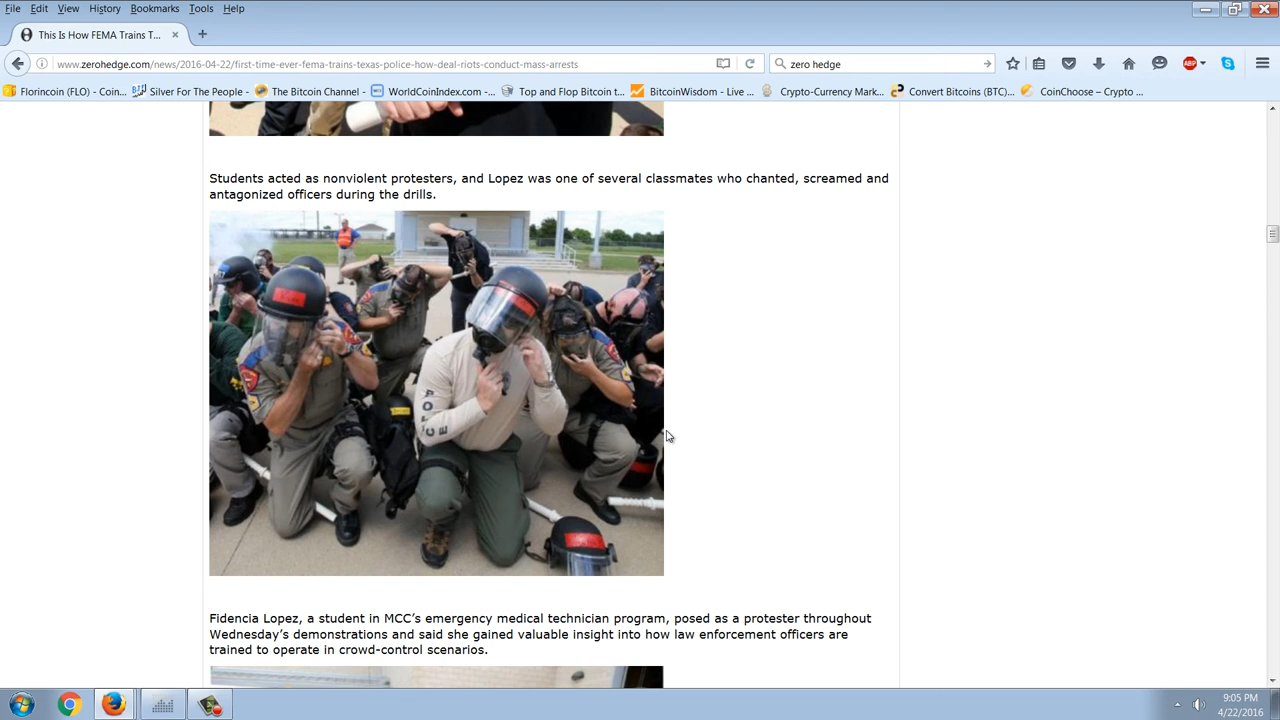 File Edit View History Bookmarks Tools Help
This Is How FEMA Trains T...
www.zerohedge.com/news/2016-04-22/first-time-ever-fema-trains-texas-police-how-deal-riots-conduct-mass-arrests
zero hedge
ABP
Florincoin (FLO) - Coin... Silver For The People - ... The Bitcoin Channel - ... WorldCoinIndex.com -... Top and Flop Bitcoin t... BitcoinWisdom - Live ... Crypto-Currency Mark... Convert Bitcoins (BTC)... CoinChoose – Crypto ...
Students acted as nonviolent protesters, and Lopez was one of several classmates who chanted, screamed and
antagonized officers during the drills.
Fidencia Lopez, a student in MCC’s emergency medical technician program, posed as a protester throughout
Wednesday’s demonstrations and said she gained valuable insight into how law enforcement officers are
trained to operate in crowd-control scenarios.
9:05 PM
4/22/2016